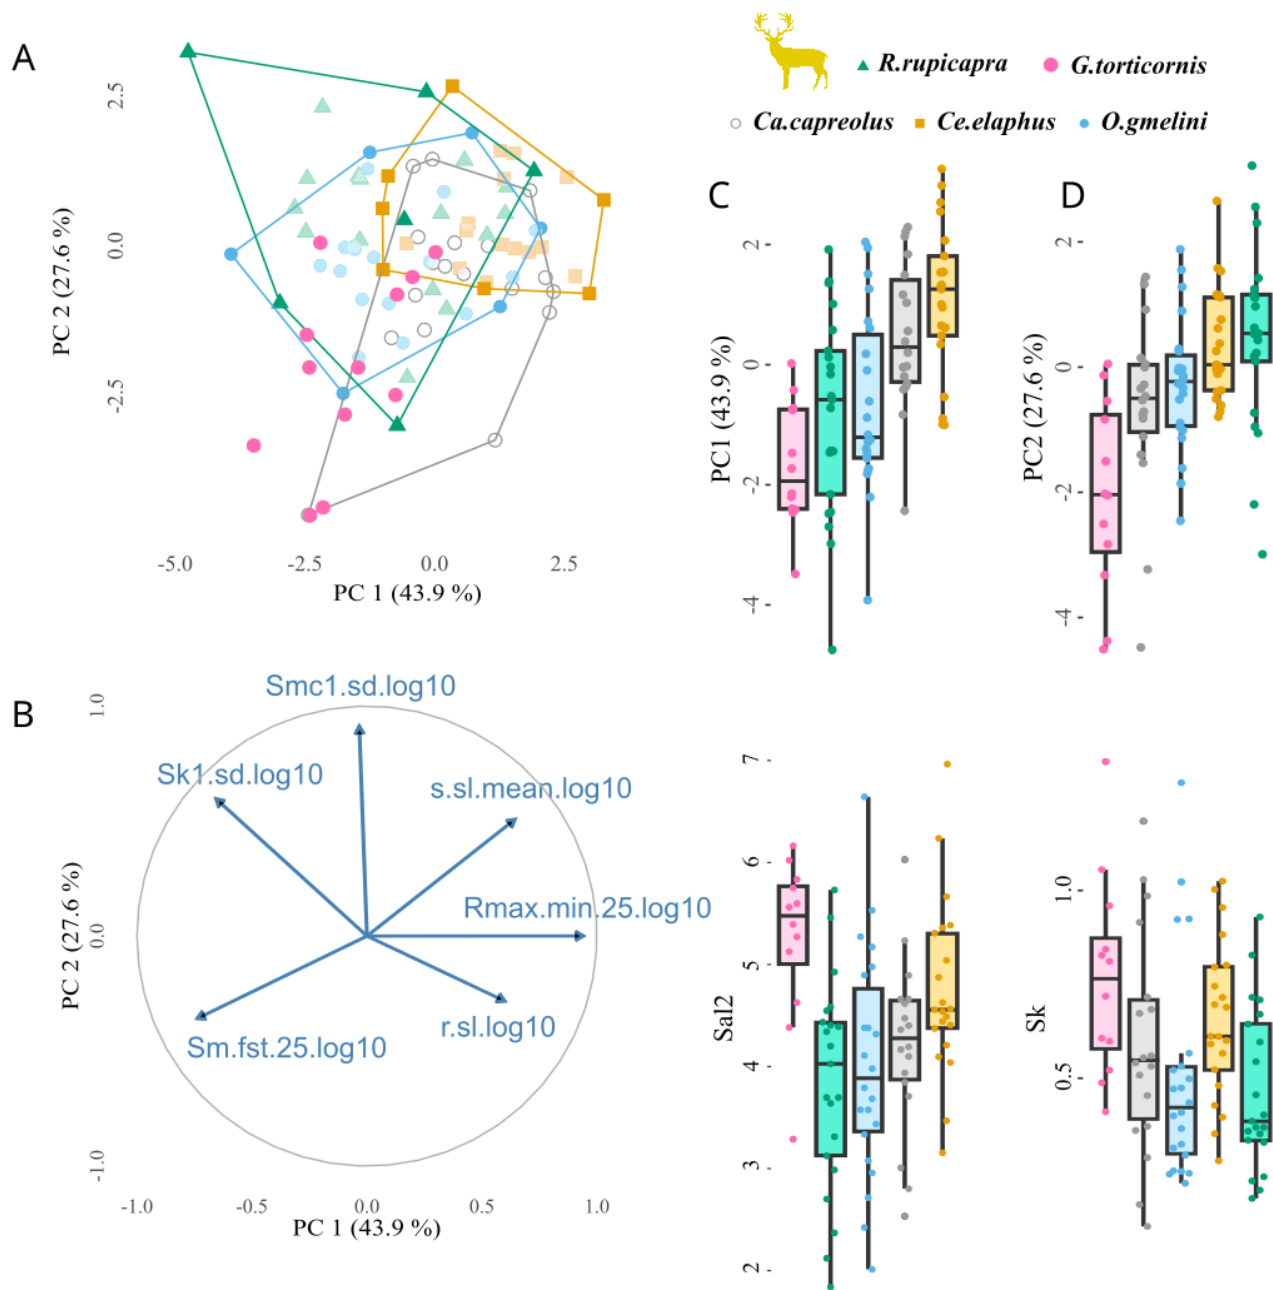 A
R.rupicapra
G.torticornis
Ca.capreolus
Ce.elaphus
O.gmelini
2.5
0.0
-2.5
PC 2 (27.6 %)
-5.0
-2.5
0.0
2.5
PC 1 (43.9 %)
C
2
0
-2
-4
PC1 (43.9 %)
D
2
0
-2
-4
PC2 (27.6 %)
B
1.0
0.0
-1.0
PC 2 (27.6 %)
Smc1.sd.log10
Sk1.sd.log10
s.sl.mean.log10
Rmax.min.25.log10
r.sl.log10
Sm.fst.25.log10
-1.0
-0.5
0.0
0.5
1.0
PC 1 (43.9 %)
7
6
5
4
3
2
Sal2
1.0
0.5
Sk